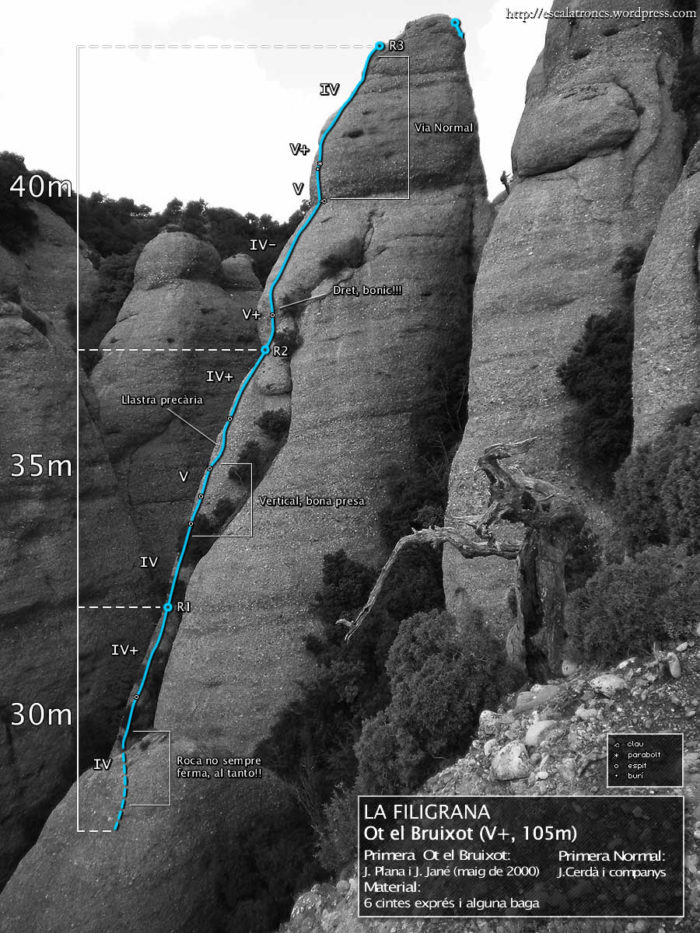 http://escalatroncs.wordpress.com
R3
IV
Via Normal
V+
40m
V
IV-
Dret, bonic!!!
V+
R2
IV+
Llastra precària
35m
V
Vertical, bona presa
IV
R1
IV+
30m
IV
Roca no sempre
ferma, al tanto!!
clau
parabolt
espit
burí
LA FILIGRANA
Ot el Bruixot (V+, 105m)
Primera Ot el Bruixot:
J. Plana i J. Jané (maig de 2000)
Primera Normal:
J.Cerdà i companys
Material:
6 cintes exprés i alguna baga